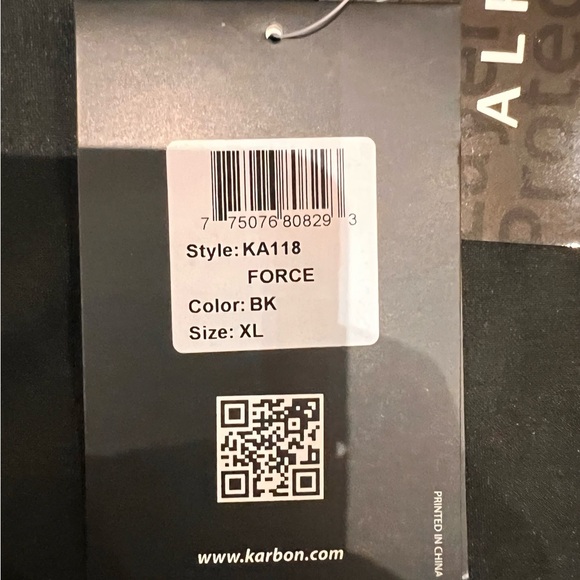 7 75076 80829 3
Style: KA118
FORCE
Color: BK
Size: XL
www.karbon.com
PRINTED IN CHINA